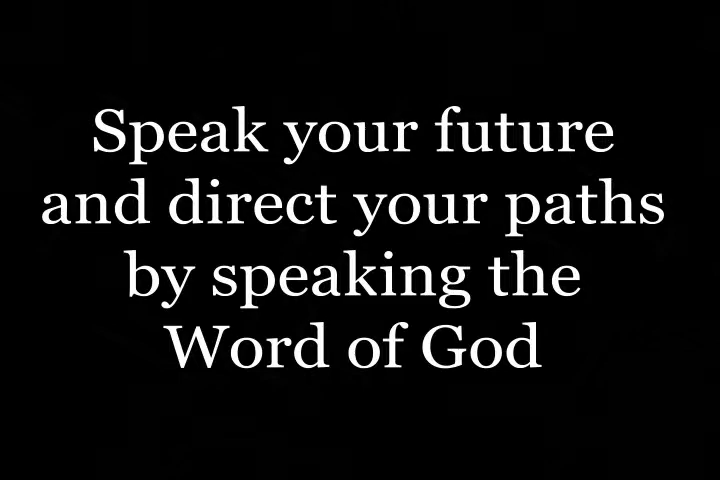 Speak your future
and direct your paths
by speaking the
Word of God